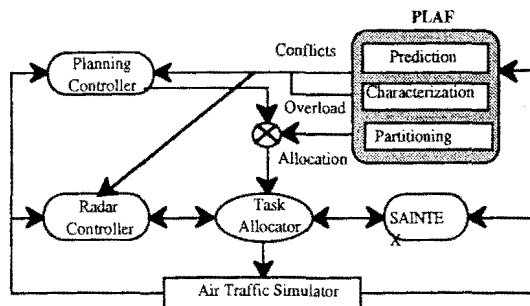 PLAF
Conflicts
Prediction
Planning
Controller
Characterization
Overload
Partitioning
Allocation
Radar
Controller
Task
Allocator
SAINTE
X
Air Traffic Simulator